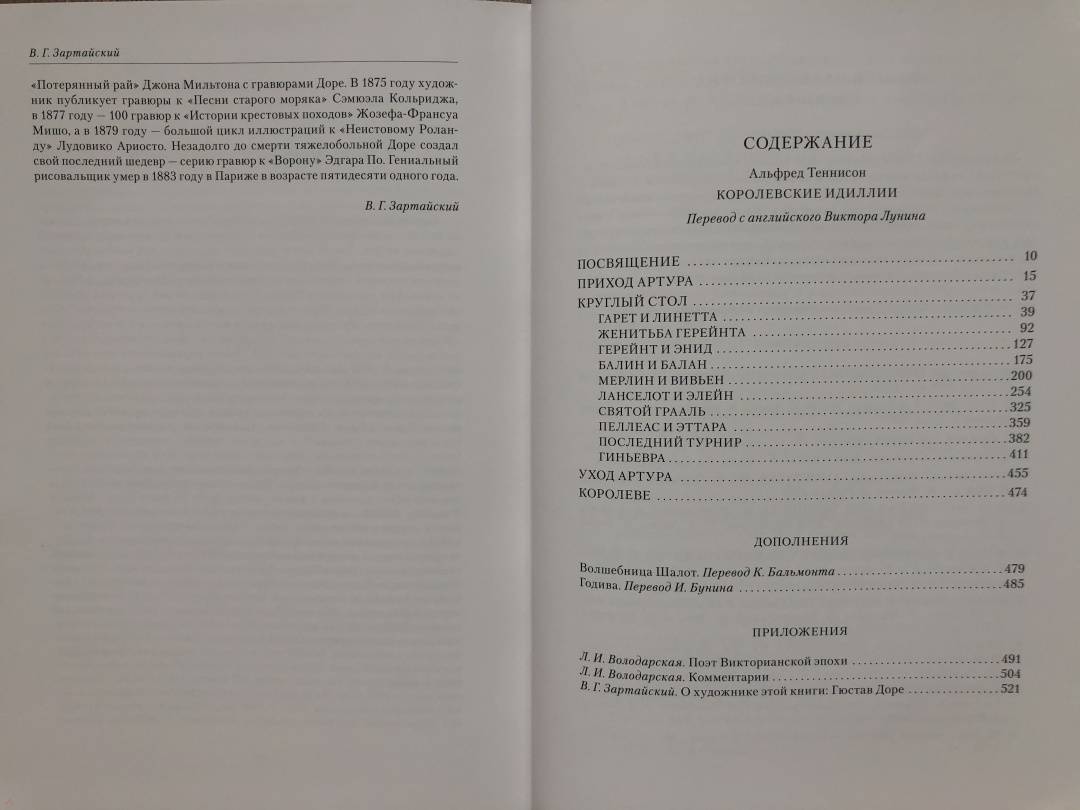 В. Г. Зартайский
«Потерянный рай» Джона Мильтона с гравюрами Доре. В 1875 году худож-
ник публикует гравюры к «Песни старого моряка» Сэмюэла Кольриджа,
в 1877 году — 100 гравюр к «Истории крестовых походов» Жозефа-Франсуа
Мишо, а в 1879 году — большой цикл иллюстраций к «Неистовому Ролан-
ду» Лудовико Ариосто. Незадолго до смерти тяжелобольной Доре создал
свой последний шедевр — серию гравюр к «Ворону» Эдгара По. Гениальный
рисовальщик умер в 1883 году в Париже в возрасте пятидесяти одного года.
В. Г. Зартайский
СОДЕРЖАНИЕ
Альфред Теннисон
КОРОЛЕВСКИЕ ИДИЛЛИИ
Перевод с английского Виктора Лунина
ПОСВЯЩЕНИЕ 10
ПРИХОД АРТУРА 15
КРУГЛЫЙ СТОЛ 37
ГАРЕТ И ЛИНЕТТА 39
ЖЕНИТЬБА ГЕРЕЙНТА 92
ГЕРЕЙНТ И ЭНИД 127
БАЛИН И БАЛАН 175
МЕРЛИН И ВИВЬЕН 200
ЛАНСЕЛОТ И ЭЛЕЙН 254
СВЯТОЙ ГРААЛЬ 325
ПЕЛЛЕАС И ЭТТАРА 359
ПОСЛЕДНИЙ ТУРНИР 382
ГИНЬЕВРА 411
УХОД АРТУРА 455
КОРОЛЕВЕ 474
ДОПОЛНЕНИЯ
Волшебница Шалот. Перевод К. Бальмонта 479
Годива. Перевод И. Бунина 485
ПРИЛОЖЕНИЯ
Л. И. Володарская. Поэт Викторианской эпохи 491
Л. И. Володарская. Комментарии 504
В. Г. Зартайский. О художнике этой книги: Гюстав Доре 521